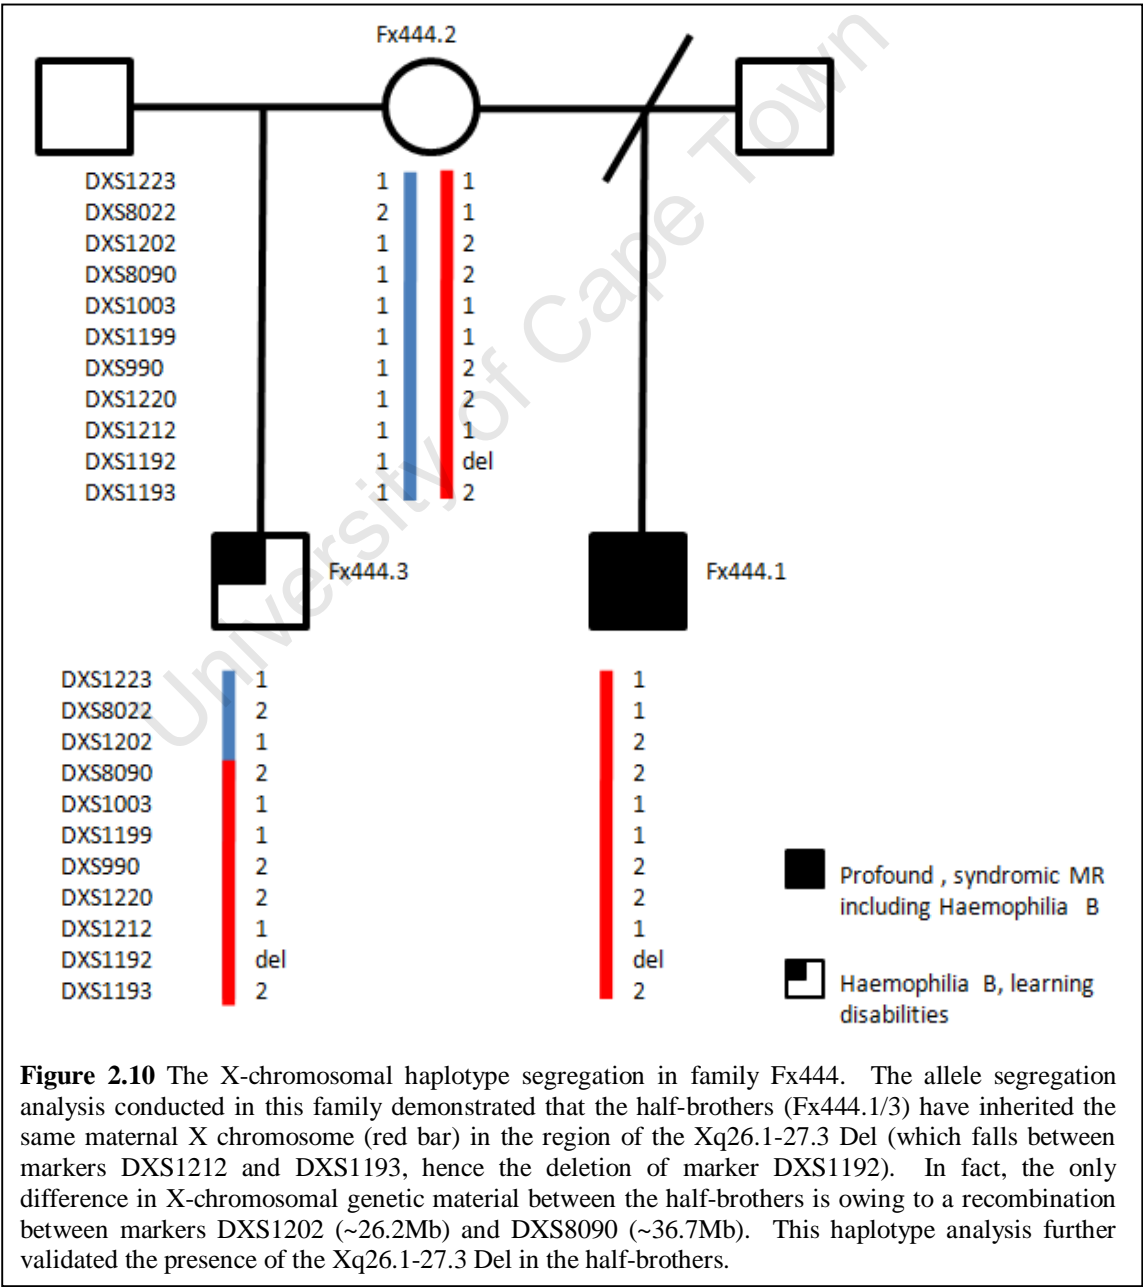 Fx444.2
DXS1223 1 1
DXS8022 2 1
DXS1202 1 2
DXS8090 1 2
DXS1003 1 1
DXS1199 1 1
DXS990 1 2
DXS1220 1 2
DXS1212 1 1
DXS1192 1 del
DXS1193 1 2
Fx444.3 Fx444.1
DXS1223 1 1
DXS8022 2 1
DXS1202 1 2
DXS8090 2 2
DXS1003 1 1
DXS1199 1 1
DXS990 2 2
DXS1220 2 2
DXS1212 1 1
DXS1192 del del
DXS1193 2 2
Profound , syndromic MR
including Haemophilia B
Haemophilia B, learning
disabilities
University of Cape Town
Figure 2.10 The X-chromosomal haplotype segregation in family Fx444. The allele segregation
analysis conducted in this family demonstrated that the half-brothers (Fx444.1/3) have inherited the
same maternal X chromosome (red bar) in the region of the Xq26.1-27.3 Del (which falls between
markers DXS1212 and DXS1193, hence the deletion of marker DXS1192). In fact, the only
difference in X-chromosomal genetic material between the half-brothers is owing to a recombination
between markers DXS1202 (~26.2Mb) and DXS8090 (~36.7Mb). This haplotype analysis further
validated the presence of the Xq26.1-27.3 Del in the half-brothers.